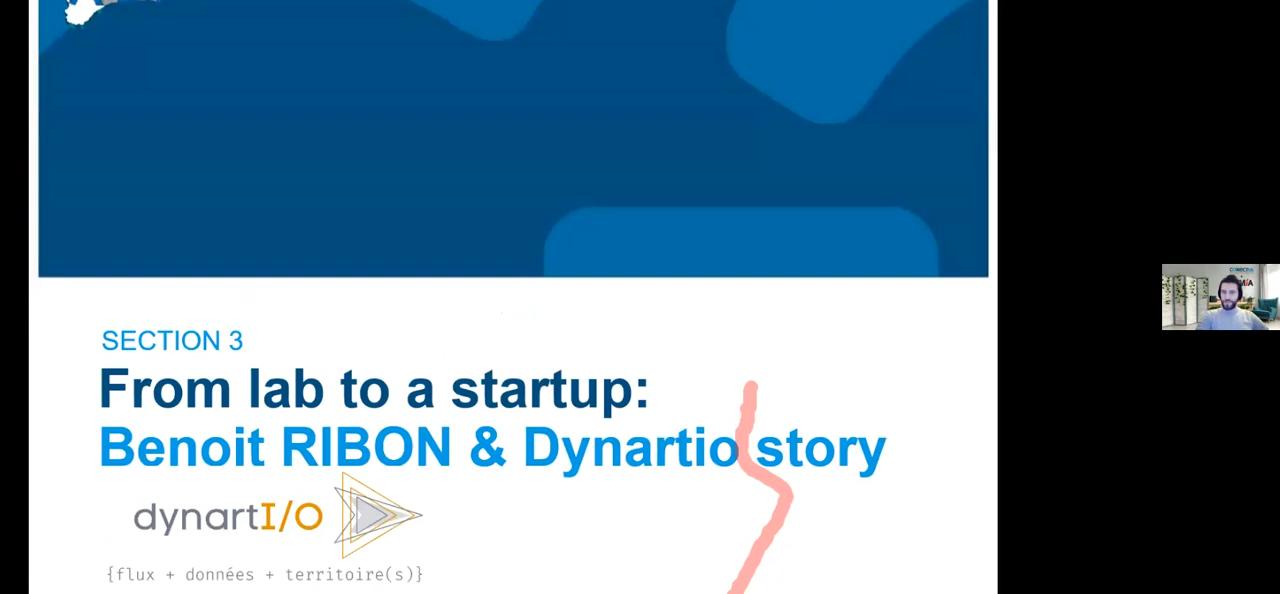 SECTION 3
From lab to a startup:
Benoit RIBON & Dynartio story
dynartI/O
{flux + données + territoire(s)}